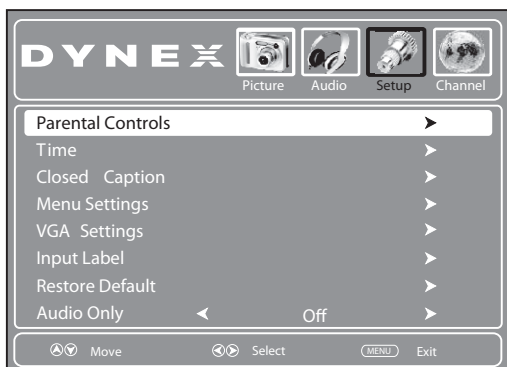 DYNEX
Picture Audio Setup Channel
Parental Controls
Time
Closed Caption
Menu Settings
VGA Settings
Input Label
Restore Default
Audio Only Off
Move Select MENU Exit